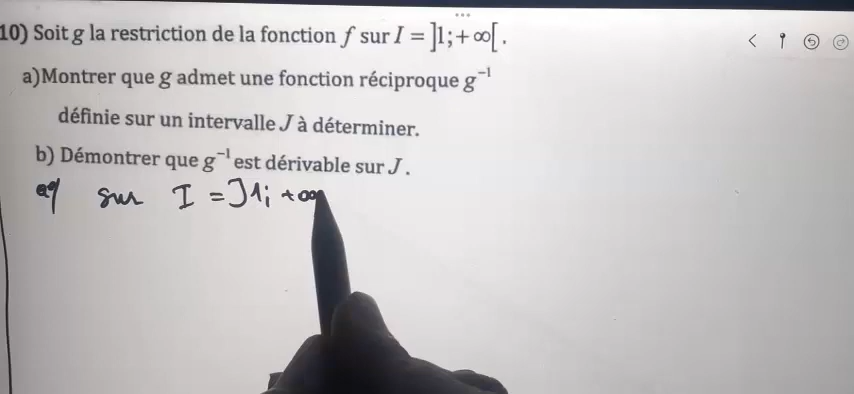 10) Soit g la restriction de la fonction f sur I = ]1;+∞[.
a)Montrer que g admet une fonction réciproque g⁻¹
définie sur un intervalle J à déterminer.
b) Démontrer que g⁻¹ est dérivable sur J.
a) sur I = ]1; +∞